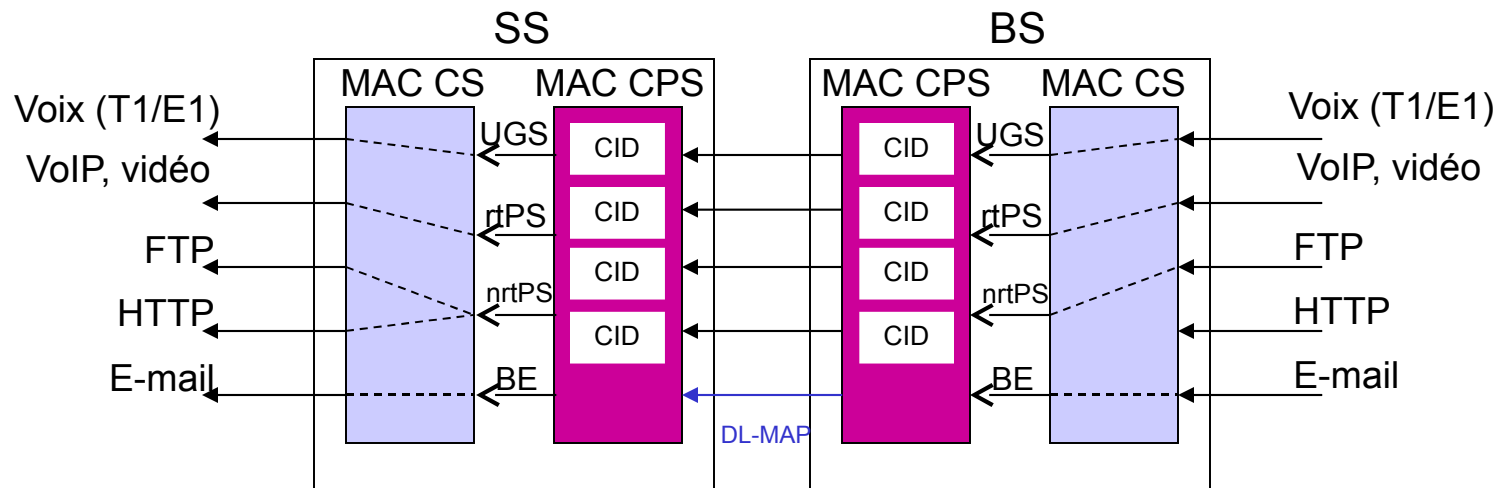 SS BS
MAC CS MAC CPS MAC CPS MAC CS
Voix (T1/E1) UGS CID CID UGS Voix (T1/E1)
VoIP, vidéo rtPS CID CID rtPS VoIP, vidéo
FTP nrtPS CID CID nrtPS FTP
HTTP CID CID HTTP
E-mail BE BE E-mail
DL-MAP